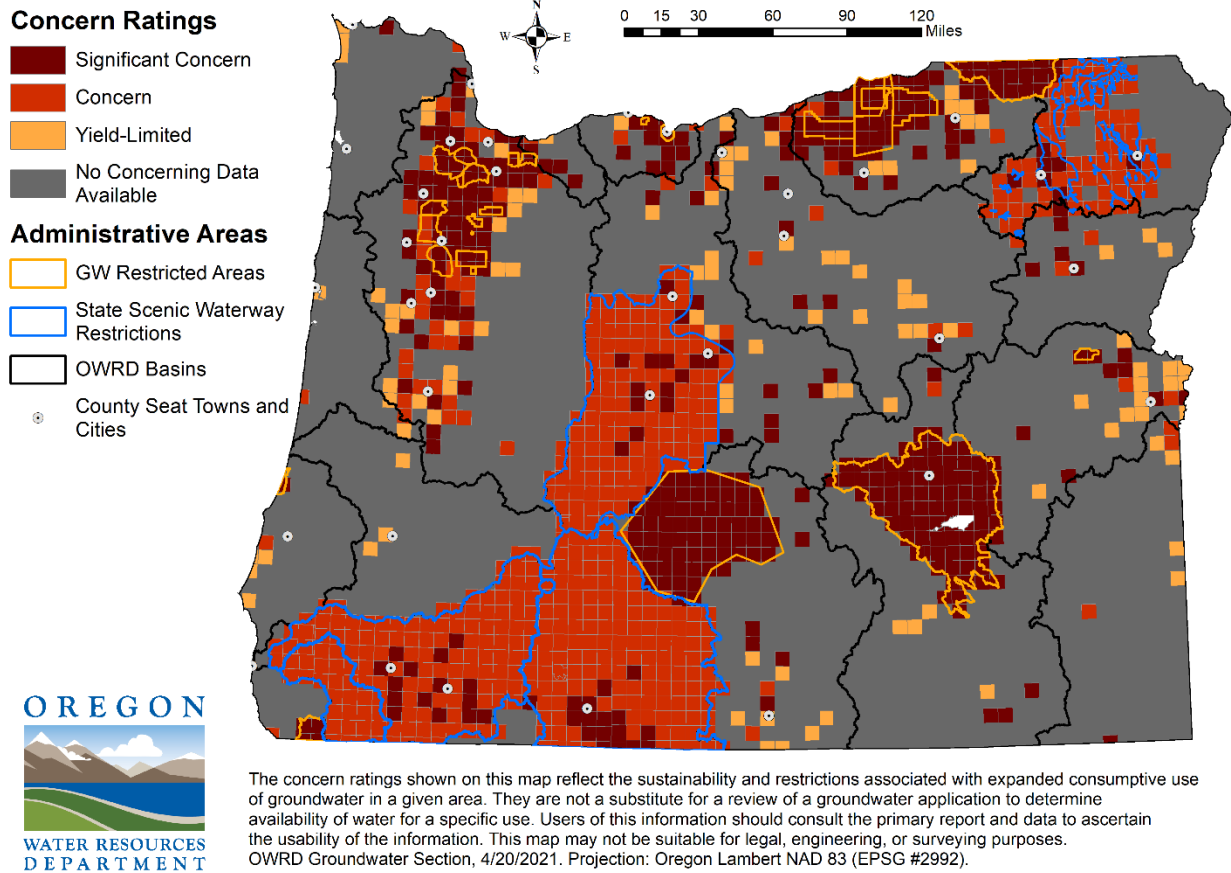 Concern Ratings
Significant Concern
Concern
Yield-Limited
No Concerning Data
Available
Administrative Areas
GW Restricted Areas
State Scenic Waterway
Restrictions
OWRD Basins
County Seat Towns and
Cities
N
W E
S
0 15 30 60 90 120
Miles
OREGON
WATER RESOURCES
DEPARTMENT
The concern ratings shown on this map reflect the sustainability and restrictions associated with expanded consumptive use
of groundwater in a given area. They are not a substitute for a review of a groundwater application to determine
availability of water for a specific use. Users of this information should consult the primary report and data to ascertain
the usability of the information. This map may not be suitable for legal, engineering, or surveying purposes.
OWRD Groundwater Section, 4/20/2021. Projection: Oregon Lambert NAD 83 (EPSG #2992).